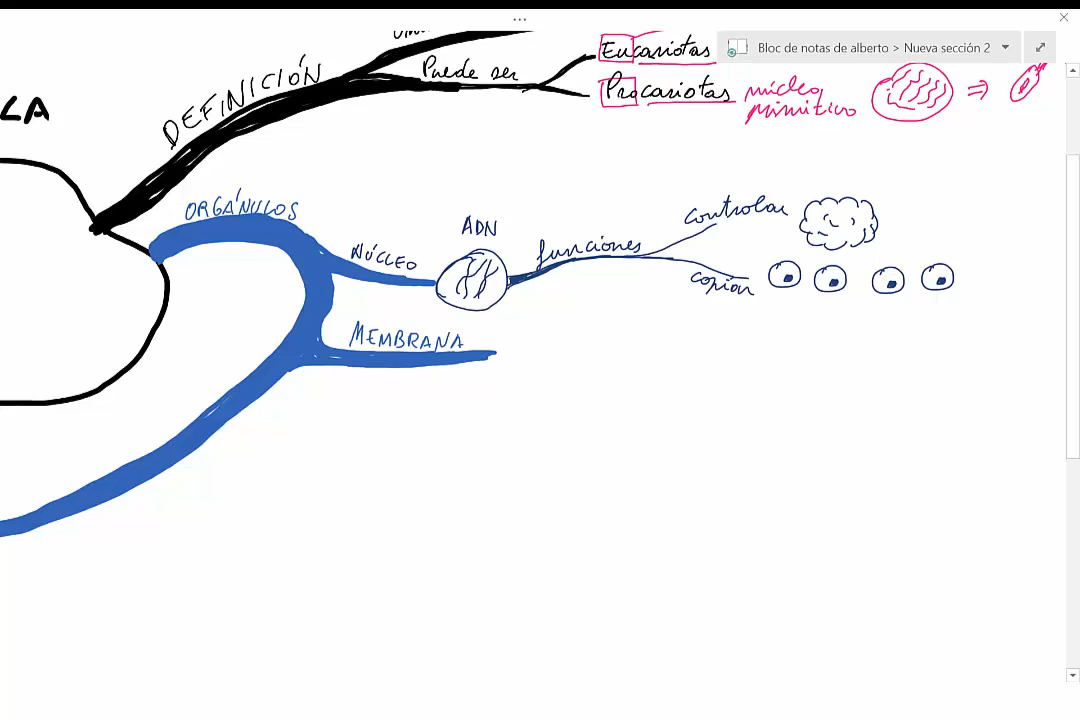 Eucariotas
Bloc de notas de alberto > Nueva sección 2
Puede ser
DEFINICIÓN
Procariotas núcleo
primitivo
LA
ORGÁNULOS
ADN
controlar
NÚCLEO
funciones
copiar
MEMBRANA